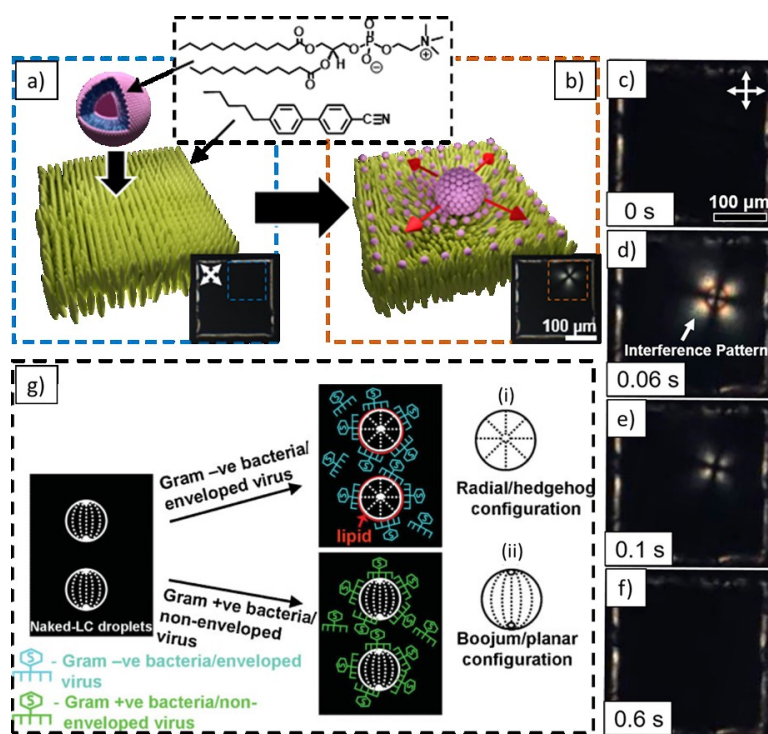 a)
b)
O
O
O
O
P
O
O
N
⊕
H
⊖
O
C≡N
100 µm
c)
0 s
100 µm
d)
Interference Pattern
0.06 s
e)
0.1 s
f)
0.6 s
g)
Naked-LC droplets
Gram –ve bacteria/
enveloped virus
Gram +ve bacteria/
non-enveloped
virus
lipid
(i)
Radial/hedgehog
configuration
(ii)
Boojum/planar
configuration
S - Gram –ve bacteria/enveloped
virus
S - Gram +ve bacteria/non-
enveloped virus